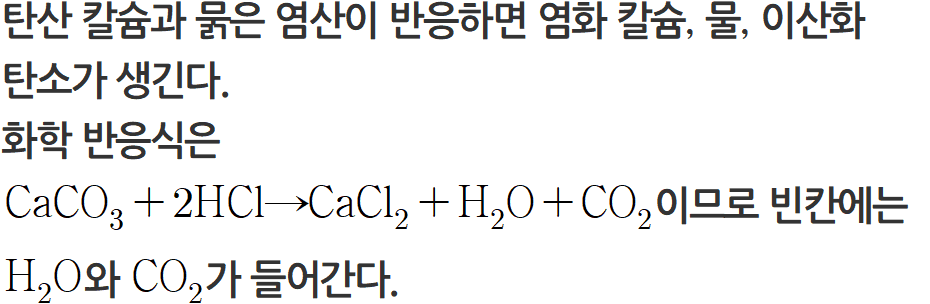 탄산 칼슘과 묽은 염산이 반응하면 염화 칼슘, 물, 이산화
탄소가 생긴다.
화학 반응식은
CaCO₃+2HCl→CaCl₂+H₂O+CO₂이므로 빈칸에는
H₂O와 CO₂가 들어간다.